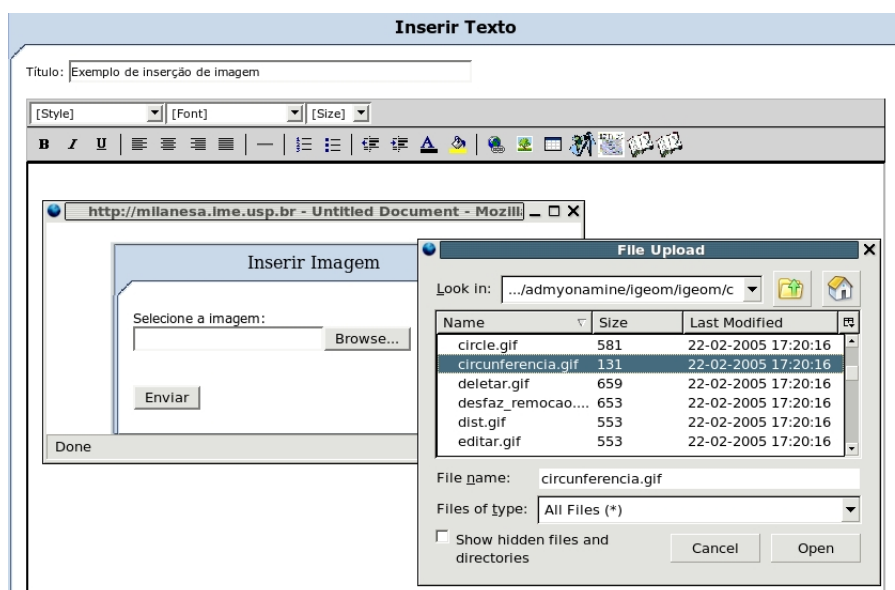 Inserir Texto
Título: Exemplo de inserção de imagem
[Style] [Font] [Size]
B I U A
http://milanesa.ime.usp.br - Untitled Document - Mozill
Inserir Imagem
Selecione a imagem:
Browse...
Enviar
Done
File Upload
Look in: .../admyonamine/igeom/igeom/c
Name Size Last Modified
circle.gif 581 22-02-2005 17:20:16
circunferencia.gif 131 22-02-2005 17:20:16
deletar.gif 659 22-02-2005 17:20:16
desfaz_remocao.... 653 22-02-2005 17:20:16
dist.gif 553 22-02-2005 17:20:16
editar.gif 553 22-02-2005 17:20:16
File name: circunferencia.gif
Files of type: All Files (*)
Show hidden files and
directories
Cancel Open